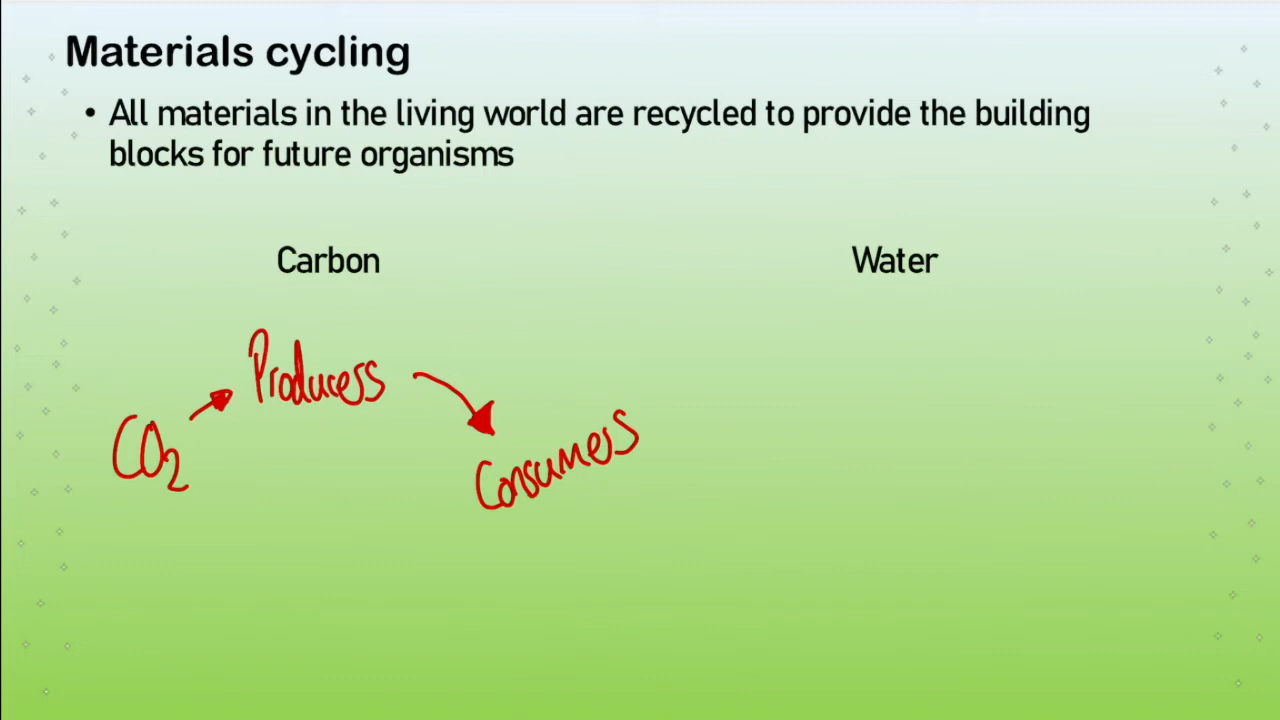 Materials cycling
• All materials in the living world are recycled to provide the building
blocks for future organisms
Carbon
Water
Producess
CO₂
Consumers